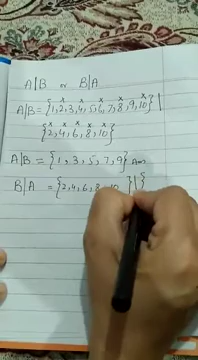 A|B or B|A
A|B = {1,2,3,4,5,6,7,8,9,10} |
{2,4,6,8,10}
A|B = {1,3,5,7,9} Ans
B|A = {2,4,6,8,10 } | {